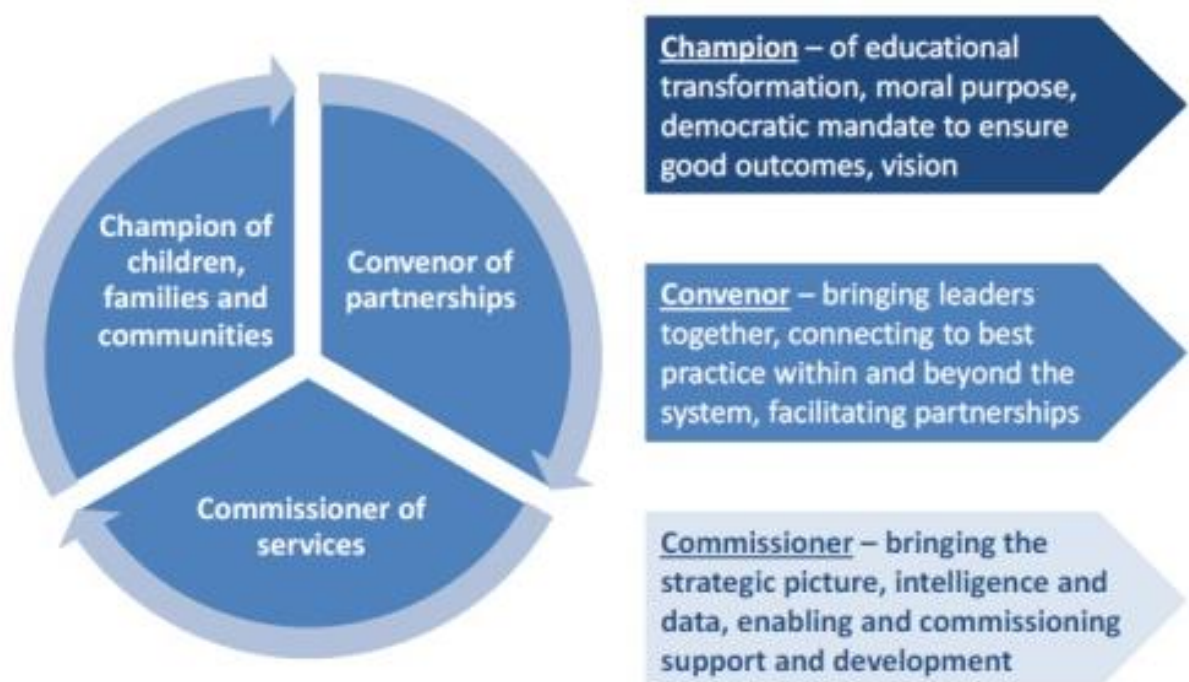 Champion of
children,
families and
communities
Convenor of
partnerships
Commissioner of
services
Champion – of educational
transformation, moral purpose,
democratic mandate to ensure
good outcomes, vision
Convenor – bringing leaders
together, connecting to best
practice within and beyond the
system, facilitating partnerships
Commissioner – bringing the
strategic picture, intelligence and
data, enabling and commissioning
support and development